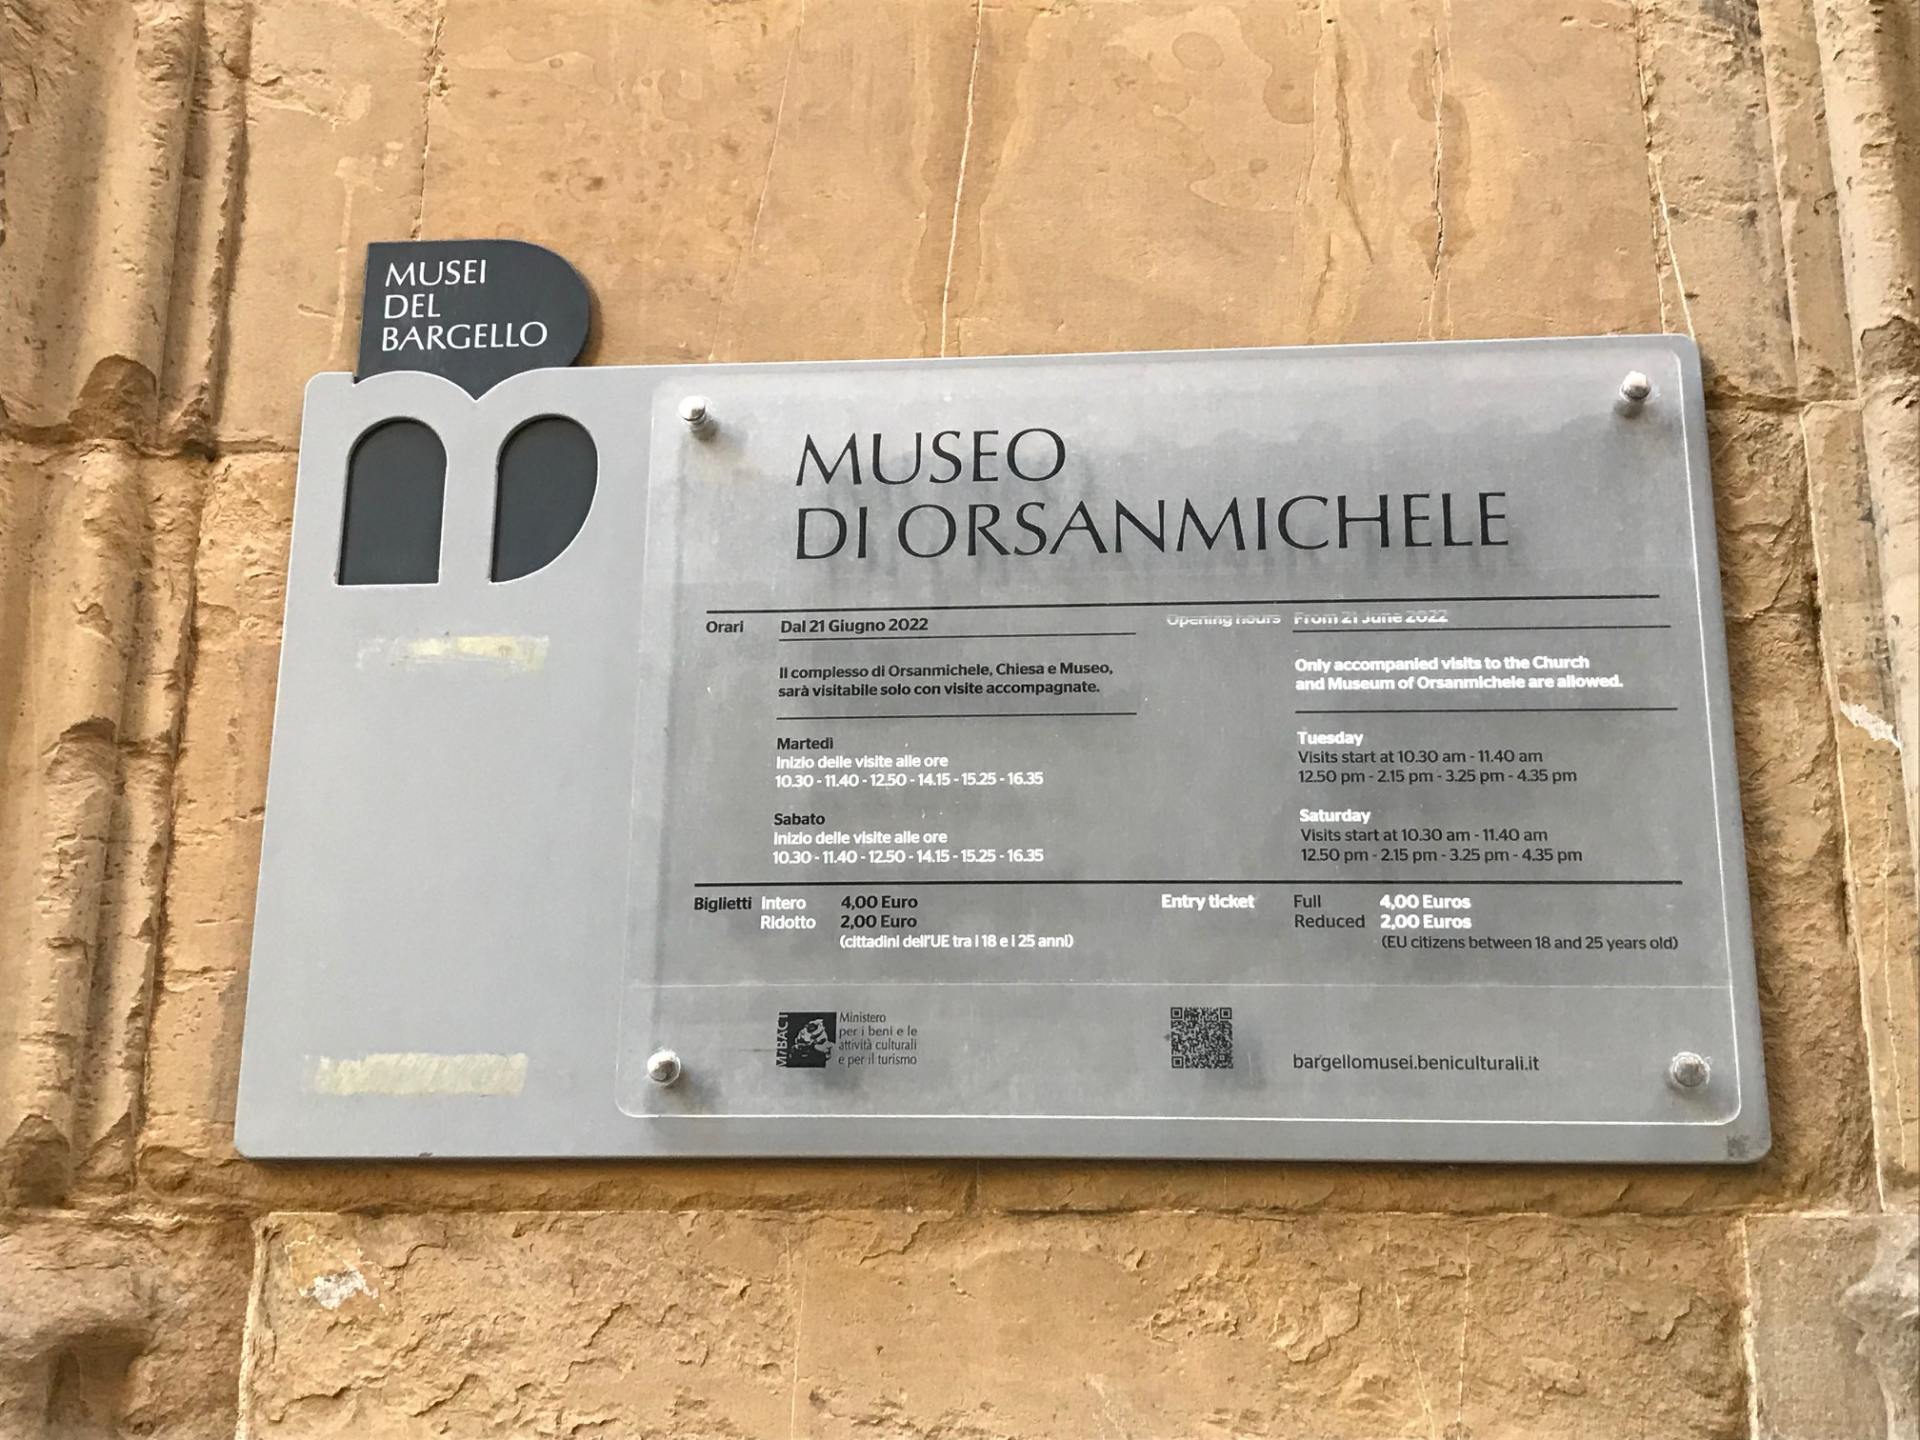 MUSEI
DEL
BARGELLO
MUSEO
DI ORSANMICHELE
Orari
Dal 21 Giugno 2022
Il complesso di Orsanmichele, Chiesa e Museo,
sarà visitabile solo con visite accompagnate.
Martedì
Inizio delle visite alle ore
10.30 - 11.40 - 12.50 - 14.15 - 15.25 - 16.35
Sabato
Inizio delle visite alle ore
10.30 - 11.40 - 12.50 - 14.15 - 15.25 - 16.35
Opening hours
From 21 June 2022
Only accompanied visits to the Church
and Museum of Orsanmichele are allowed.
Tuesday
Visits start at 10.30 am - 11.40 am
12.50 pm - 2.15 pm - 3.25 pm - 4.35 pm
Saturday
Visits start at 10.30 am - 11.40 am
12.50 pm - 2.15 pm - 3.25 pm - 4.35 pm
Biglietti Intero 4,00 Euro
Ridotto 2,00 Euro
(cittadini dell'UE tra i 18 e i 25 anni)
Entry ticket Full 4,00 Euros
Reduced 2,00 Euros
(EU citizens between 18 and 25 years old)
MiBACT
Ministero
per i beni e le
attività culturali
e per il turismo
bargellomusei.beniculturali.it